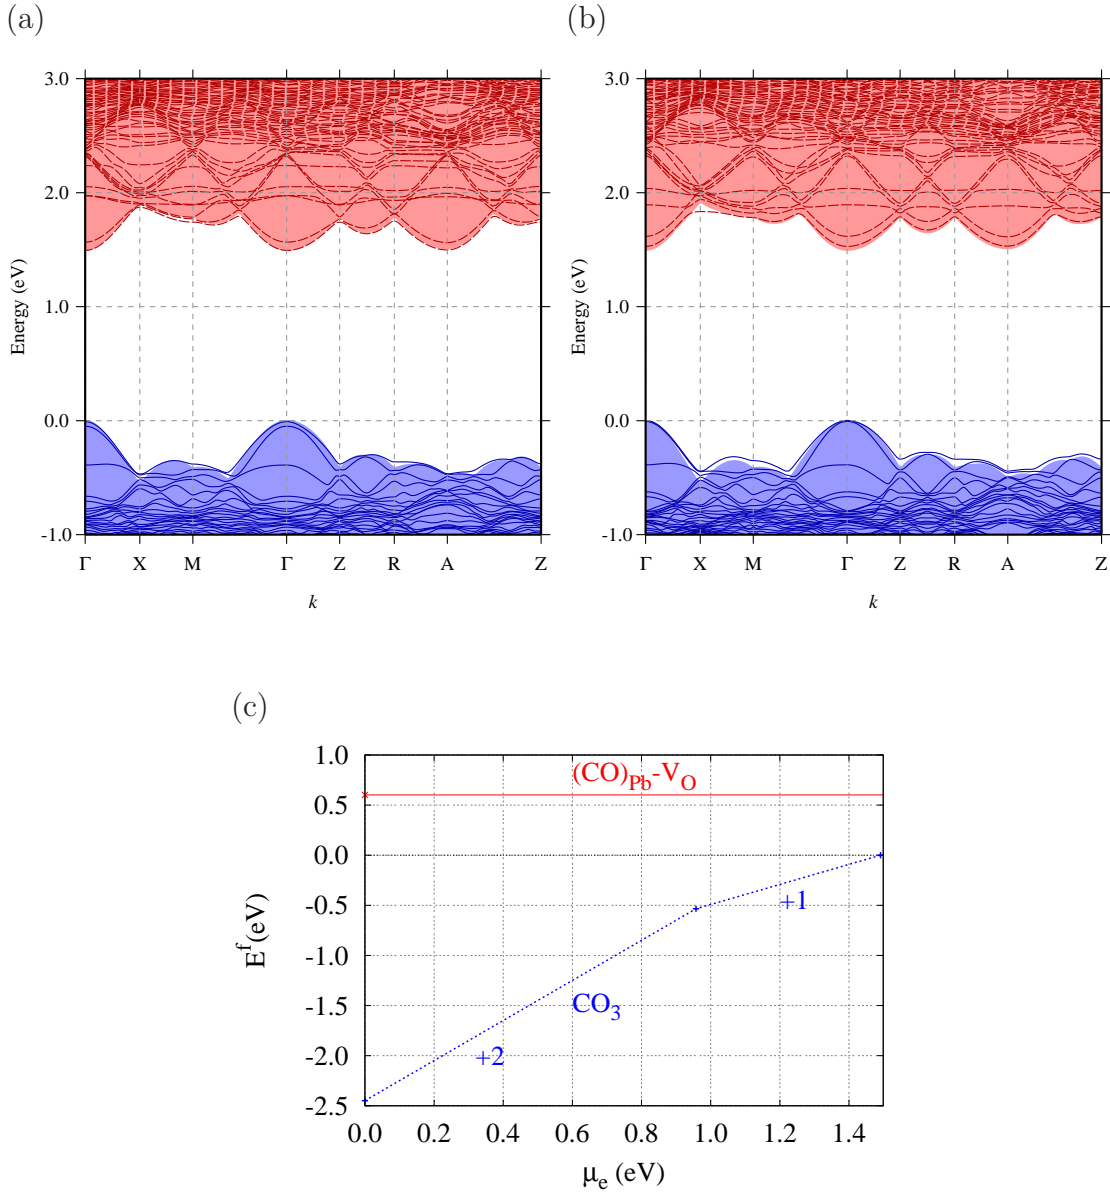 (a)
(b)
3.0
2.0
1.0
0.0
-1.0
Energy (eV)
Γ X M Γ Z R A Z
k
3.0
2.0
1.0
0.0
-1.0
Energy (eV)
Γ X M Γ Z R A Z
k
(c)
1.0
0.5
0.0
-0.5
-1.0
-1.5
-2.0
-2.5
E^f (eV)
(CO)_Pb-V_O
+1
CO_3
+2
0.0 0.2 0.4 0.6 0.8 1.0 1.2 1.4
μ_e (eV)